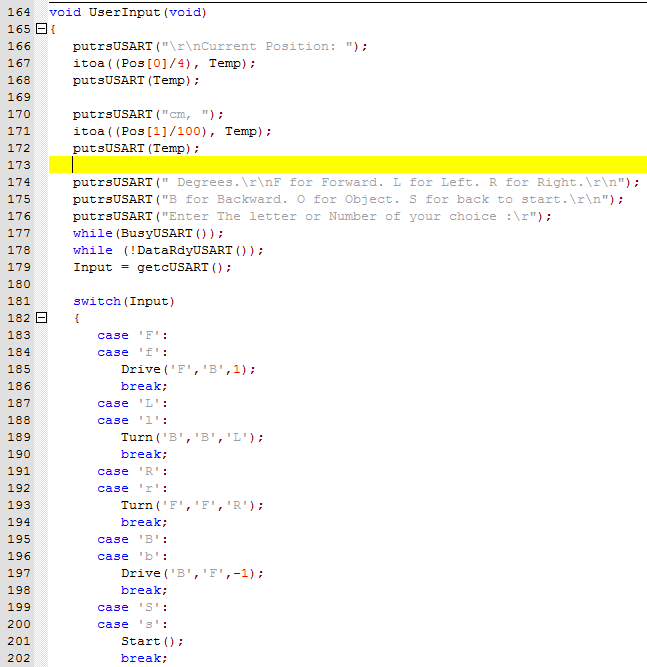 164 void UserInput(void)
165 {
166 putrsUSART("\r\nCurrent Position: ");
167 itoa((Pos[0]/4), Temp);
168 putsUSART(Temp);
169
170 putrsUSART("cm, ");
171 itoa((Pos[1]/100), Temp);
172 putsUSART(Temp);
173
174 putrsUSART(" Degrees.\r\nF for Forward. L for Left. R for Right.\r\n");
175 putrsUSART("B for Backward. O for Object. S for back to start.\r\n");
176 putrsUSART("Enter The letter or Number of your choice :\r");
177 while(BusyUSART());
178 while (!DataRdyUSART());
179 Input = getcUSART();
180
181 switch(Input)
182 {
183 case 'F':
184 case 'f':
185 Drive('F','B',1);
186 break;
187 case 'L':
188 case 'l':
189 Turn('B','B','L');
190 break;
191 case 'R':
192 case 'r':
193 Turn('F','F','R');
194 break;
195 case 'B':
196 case 'b':
197 Drive('B','F',-1);
198 break;
199 case 'S':
200 case 's':
201 Start();
202 break;